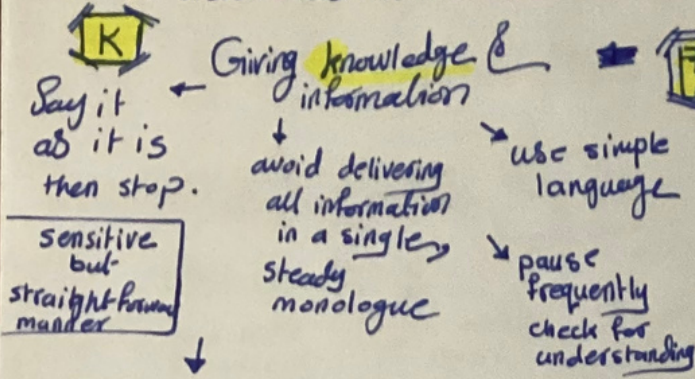 K
Giving knowledge &
information
Say it
as it is
then stop.
sensitive
but
straightforward
manner
avoid delivering
all information
in a single,
steady
monologue
use simple
language
pause
frequently
check for
understanding